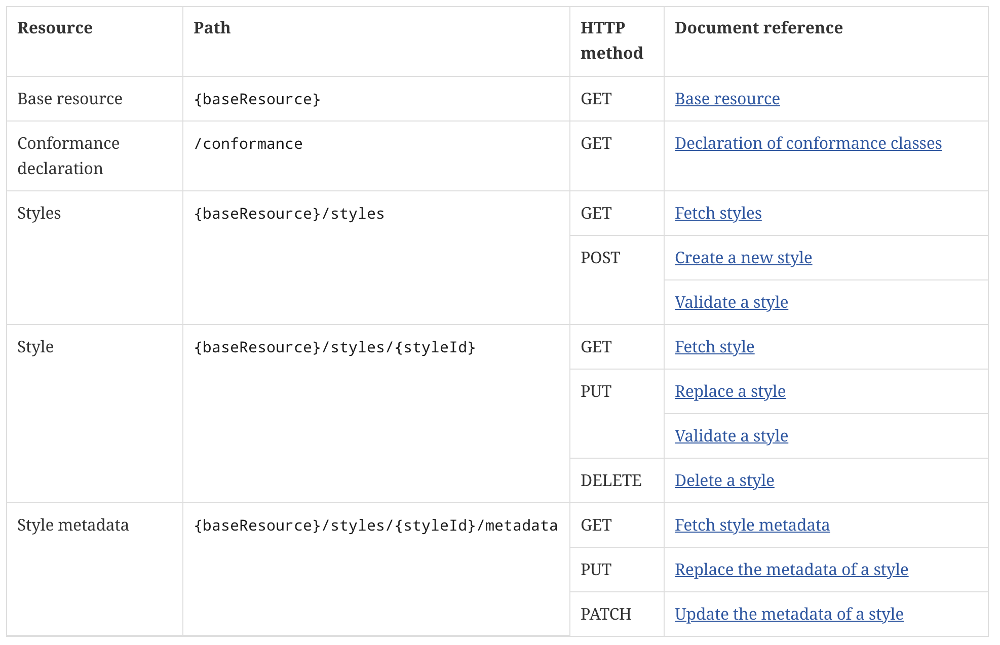 Resource Path HTTP method Document reference
Base resource {baseResource} GET Base resource
Conformance declaration /conformance GET Declaration of conformance classes
Styles {baseResource}/styles GET Fetch styles
POST Create a new style
Validate a style
Style {baseResource}/styles/{styleId} GET Fetch style
PUT Replace a style
Validate a style
DELETE Delete a style
Style metadata {baseResource}/styles/{styleId}/metadata GET Fetch style metadata
PUT Replace the metadata of a style
PATCH Update the metadata of a style